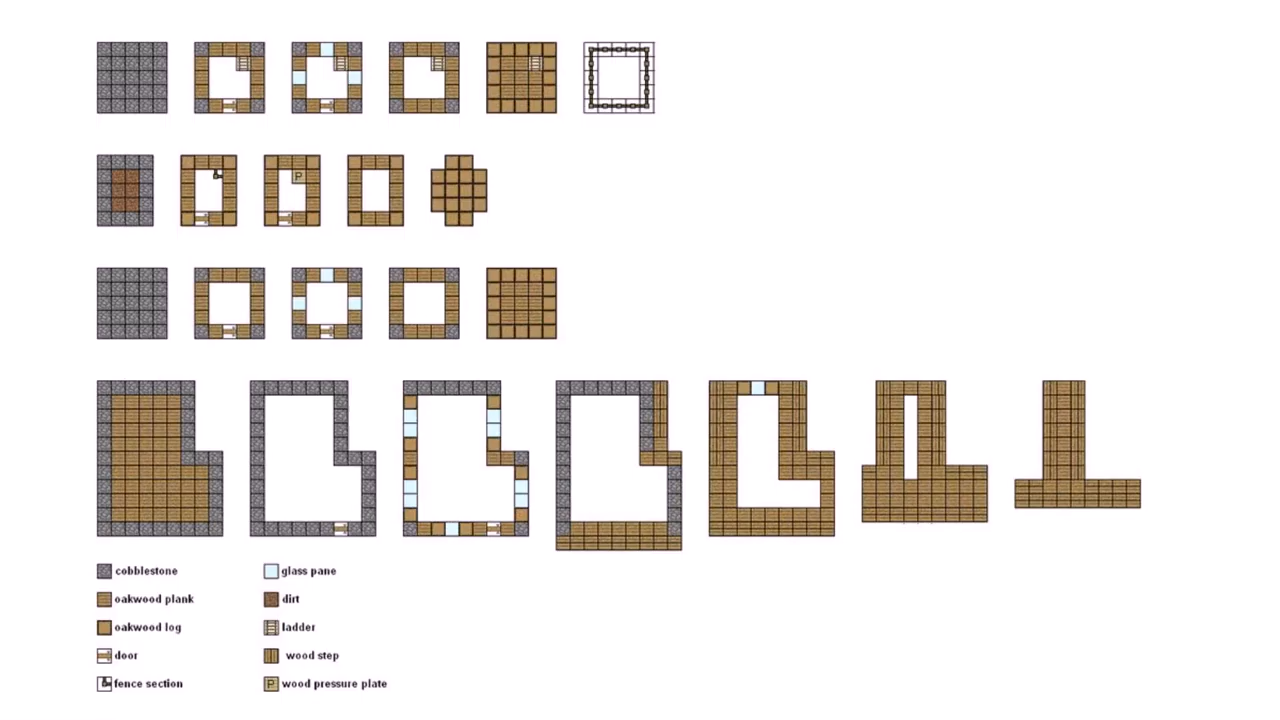 P
cobblestone glass pane
oakwood plank dirt
oakwood log ladder
door wood step
fence section P wood pressure plate